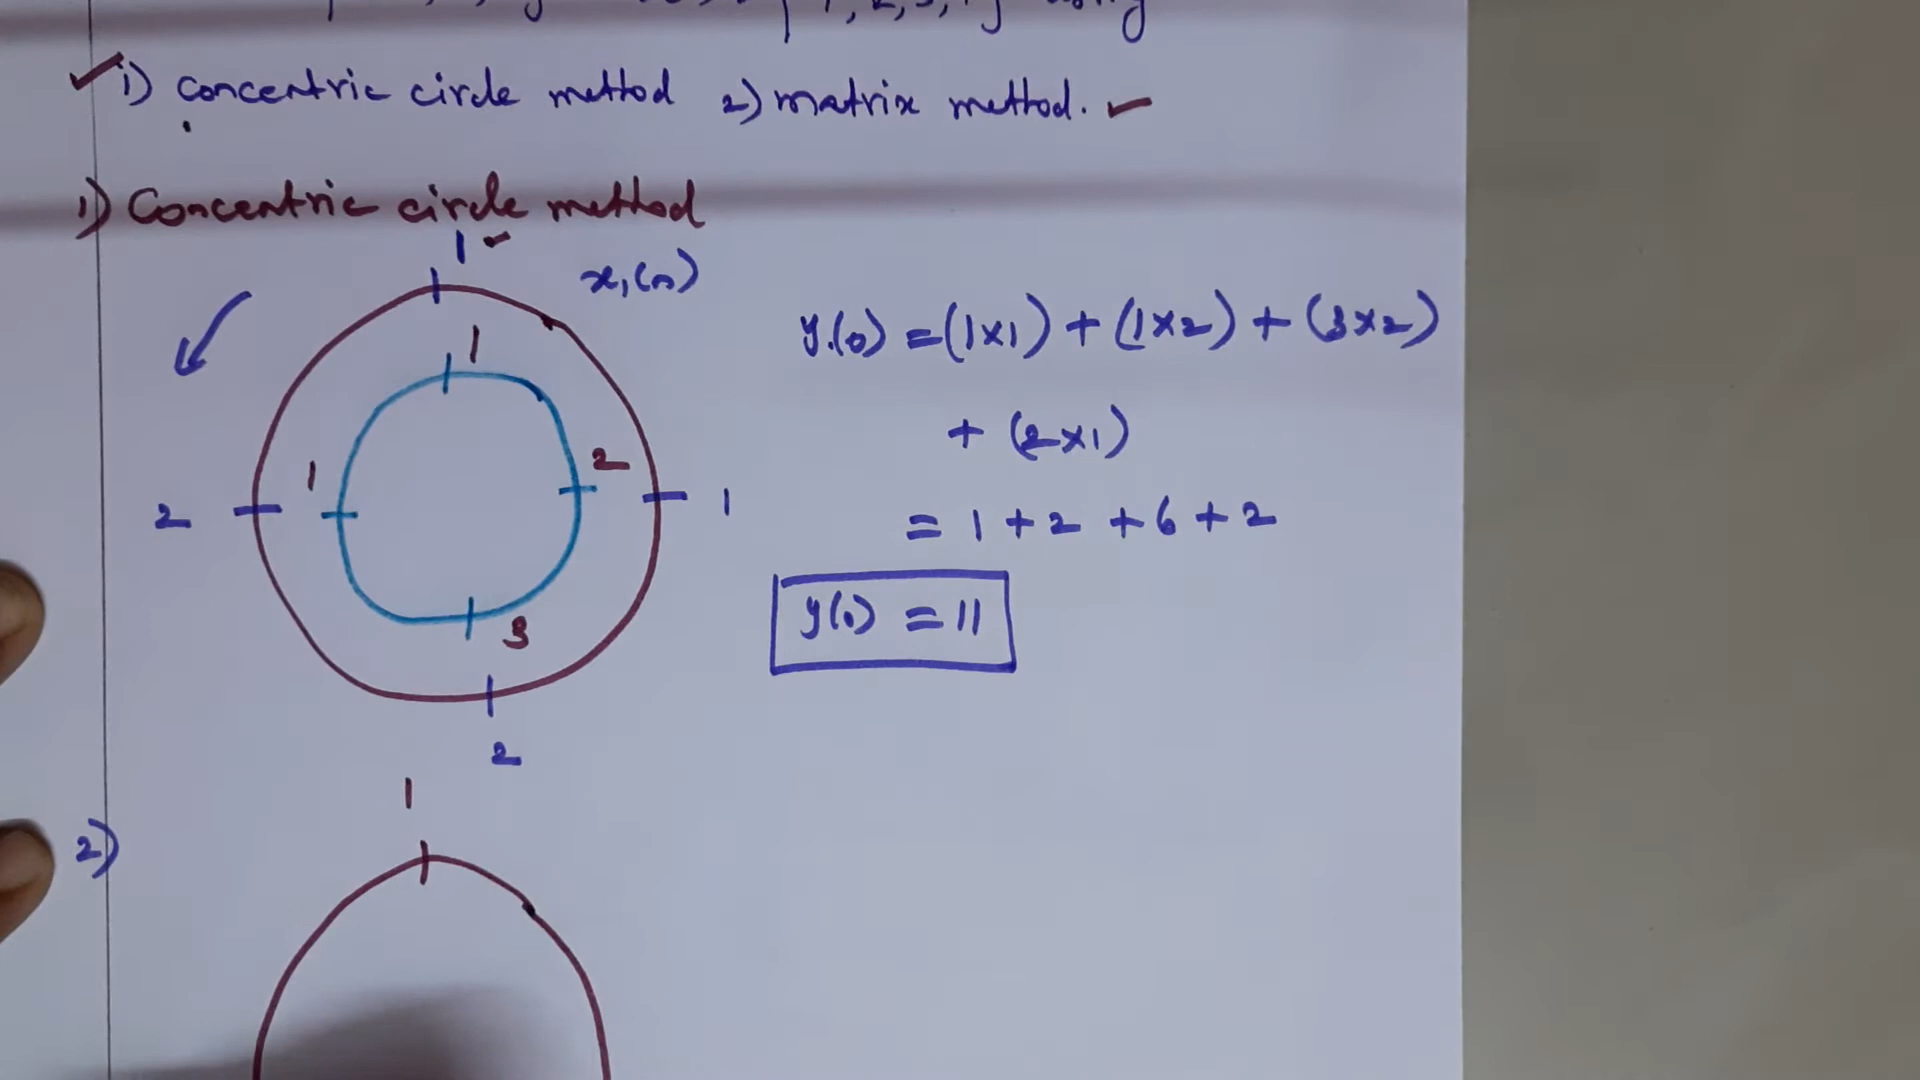 1) concentric circle method 2) matrix method.
1) Concentric circle method
1
x₁(n)
1
y(0) = (1×1) + (1×2) + (3×2)
+ (2×1)
2 1 2 1
= 1 + 2 + 6 + 2
3
y(0) = 11
2
1
2)